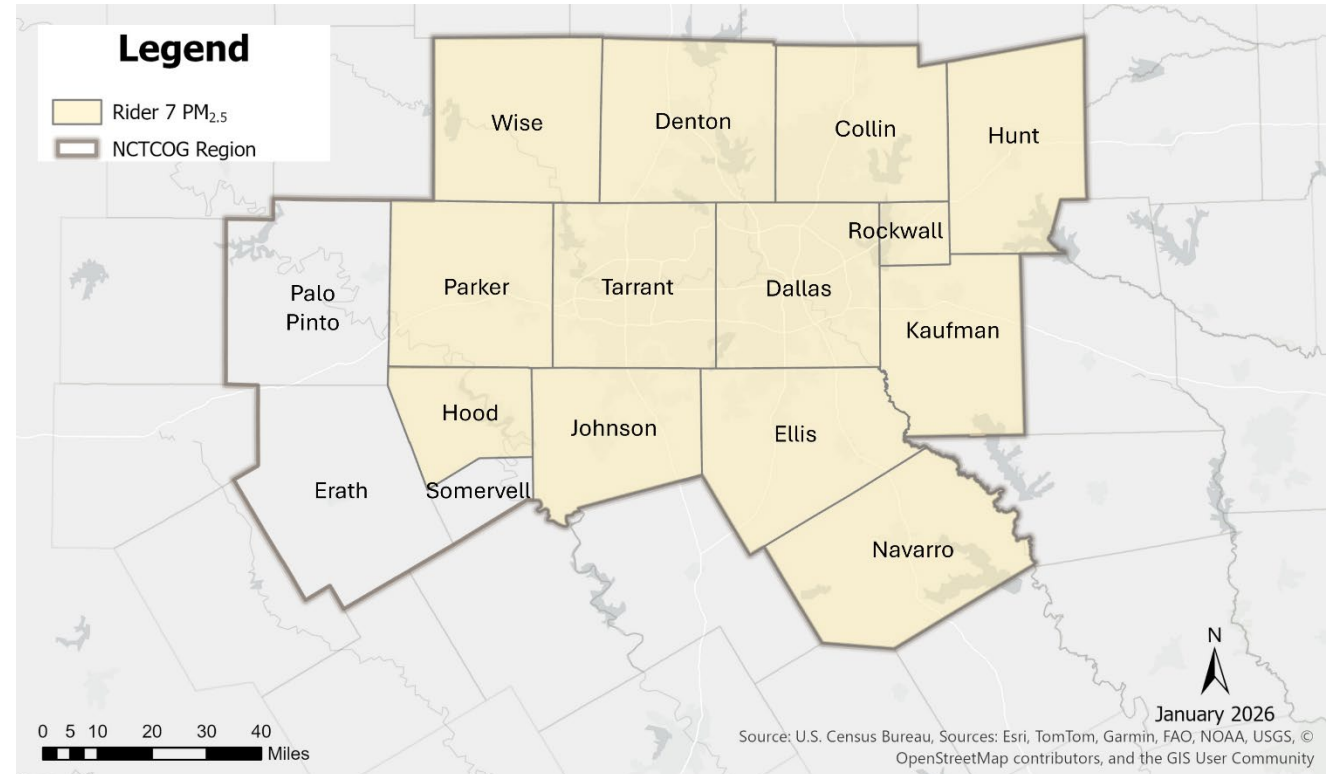 Legend
Rider 7 PM2.5
NCTCOG Region
Wise
Denton
Collin
Hunt
Rockwall
Palo
Pinto
Parker
Tarrant
Dallas
Kaufman
Hood
Johnson
Ellis
Erath
Somervell
Navarro
N
January 2026
0 5 10 20 30 40
Miles
Source: U.S. Census Bureau, Sources: Esri, TomTom, Garmin, FAO, NOAA, USGS, ©
OpenStreetMap contributors, and the GIS User Community